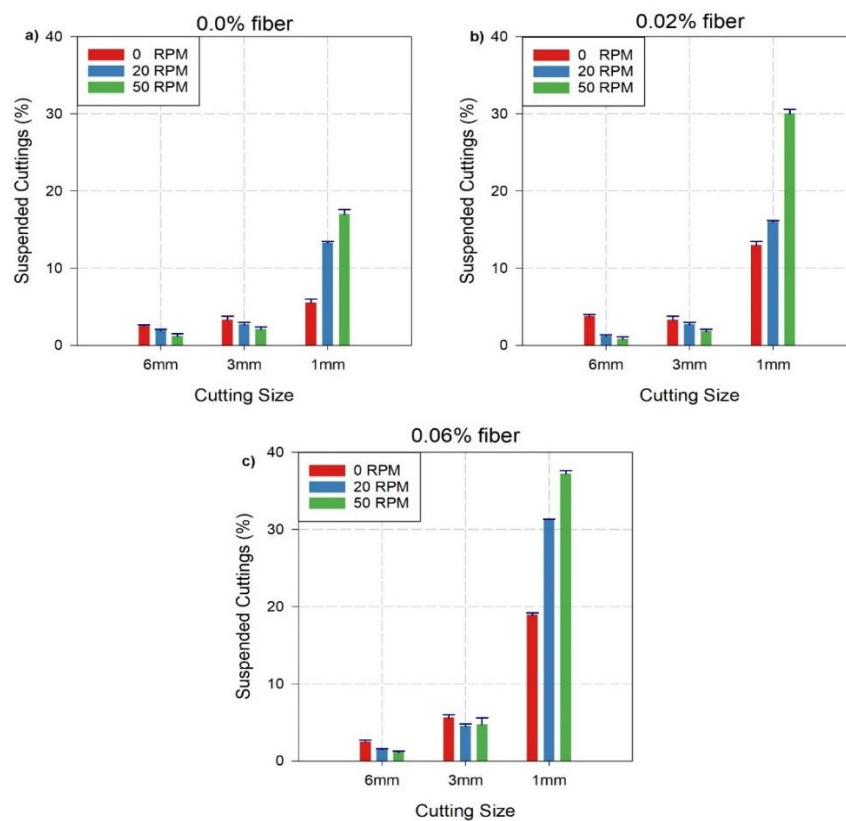 0.0% fiber
a)
40
30
20
10
0
0 RPM
20 RPM
50 RPM
Suspended Cuttings (%)
6mm 3mm 1mm
Cutting Size
0.02% fiber
b)
40
30
20
10
0
0 RPM
20 RPM
50 RPM
Suspended Cuttings (%)
6mm 3mm 1mm
Cutting Size
0.06% fiber
c)
40
30
20
10
0
0 RPM
20 RPM
50 RPM
Suspended Cuttings (%)
6mm 3mm 1mm
Cutting Size